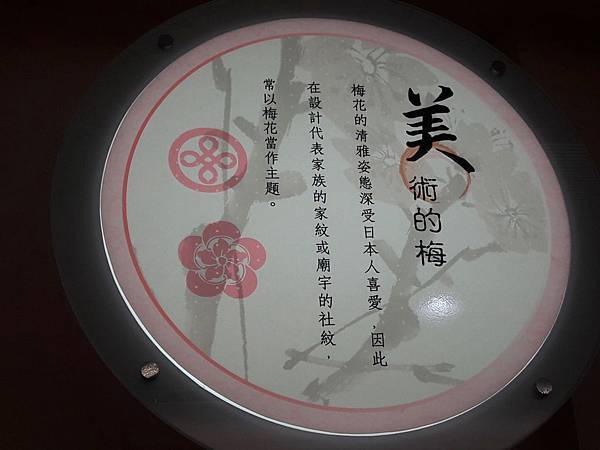 美術的梅
梅花的清雅姿態深受日本人喜愛,因此
在設計代表家族的家紋或廟宇的社紋,
常以梅花當作主題。